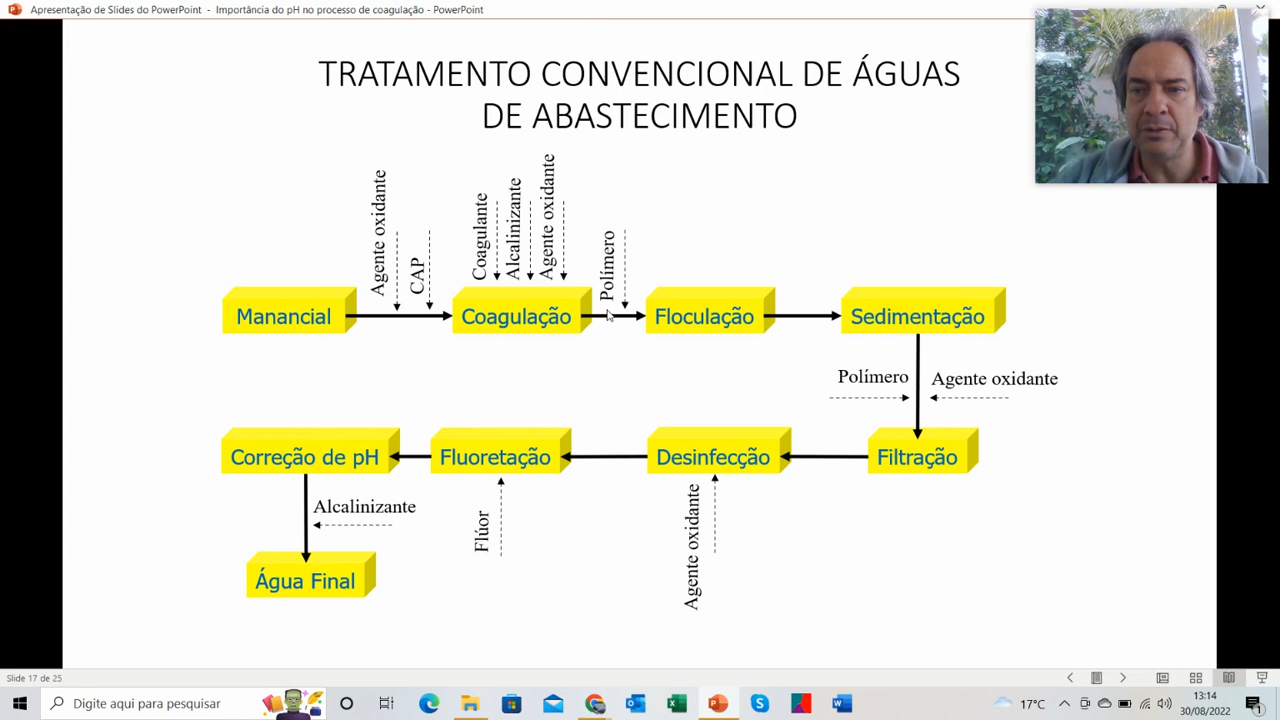 Apresentação de Slides do PowerPoint - Importância do pH no processo de coagulação - PowerPoint
TRATAMENTO CONVENCIONAL DE ÁGUAS
DE ABASTECIMENTO
Agente oxidante
CAP
Coagulante
Alcalinizante
Agente oxidante
Polímero
Manancial
Coagulação
Floculação
Sedimentação
Polímero
Agente oxidante
Correção de pH
Fluoretação
Desinfecção
Filtração
Alcalinizante
Flúor
Agente oxidante
Água Final
Slide 17 de 25
Digite aqui para pesquisar
17°C
13:14
30/08/2022
1